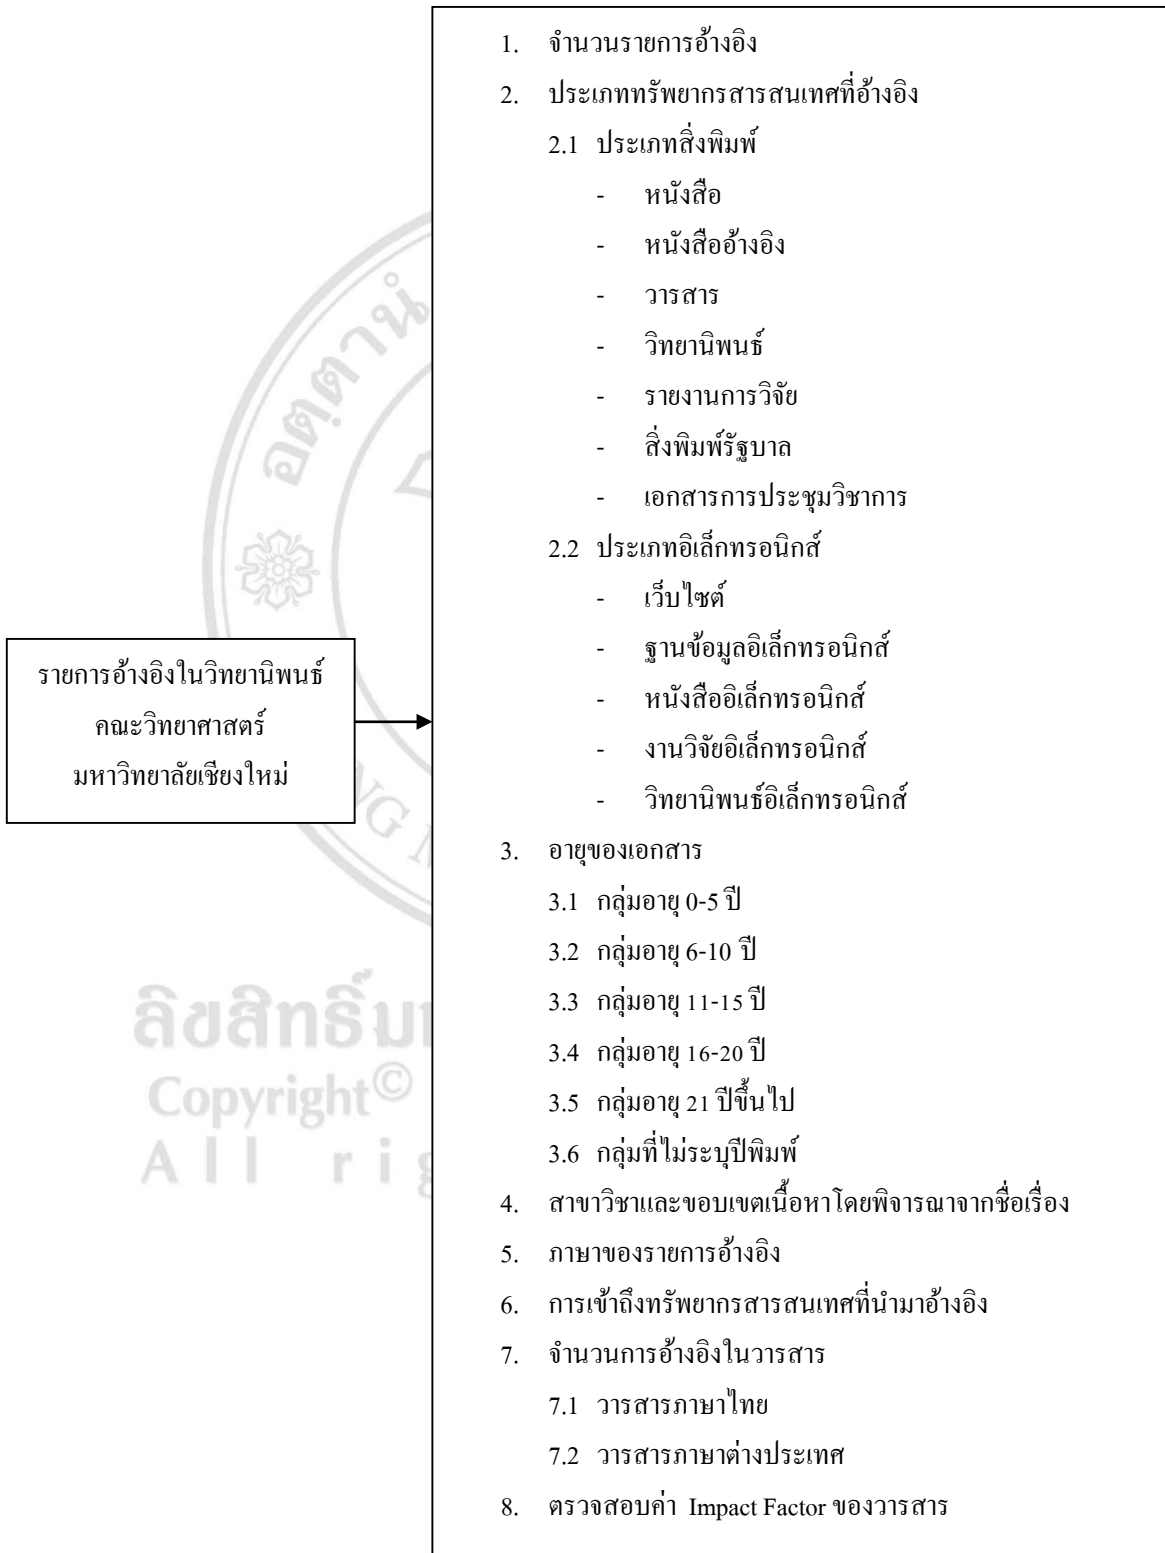 1. จำนวนรายการอ้างอิง
2. ประเภททรัพยากรสารสนเทศที่อ้างอิง
2.1 ประเภทสิ่งพิมพ์
- หนังสือ
- หนังสืออ้างอิง
- วารสาร
- วิทยานิพนธ์
- รายงานการวิจัย
- สิ่งพิมพ์รัฐบาล
- เอกสารการประชุมวิชาการ
2.2 ประเภทอิเล็กทรอนิกส์
- เว็บไซต์
- ฐานข้อมูลอิเล็กทรอนิกส์
- หนังสืออิเล็กทรอนิกส์
- งานวิจัยอิเล็กทรอนิกส์
- วิทยานิพนธ์อิเล็กทรอนิกส์
3. อายุของเอกสาร
3.1 กลุ่มอายุ 0-5 ปี
3.2 กลุ่มอายุ 6-10 ปี
3.3 กลุ่มอายุ 11-15 ปี
3.4 กลุ่มอายุ 16-20 ปี
3.5 กลุ่มอายุ 21 ปีขึ้นไป
3.6 กลุ่มที่ไม่ระบุปีพิมพ์
4. สาขาวิชาและขอบเขตเนื้อหาโดยพิจารณาจากชื่อเรื่อง
5. ภาษาของรายการอ้างอิง
6. การเข้าถึงทรัพยากรสารสนเทศที่นำมาอ้างอิง
7. จำนวนการอ้างอิงในวารสาร
7.1 วารสารภาษาไทย
7.2 วารสารภาษาต่างประเทศ
8. ตรวจสอบค่า Impact Factor ของวารสาร
รายการอ้างอิงในวิทยานิพนธ์
คณะวิทยาศาสตร์
มหาวิทยาลัยเชียงใหม่
อตฺตานํ
ลิขสิทธิ์
Copyright©
All